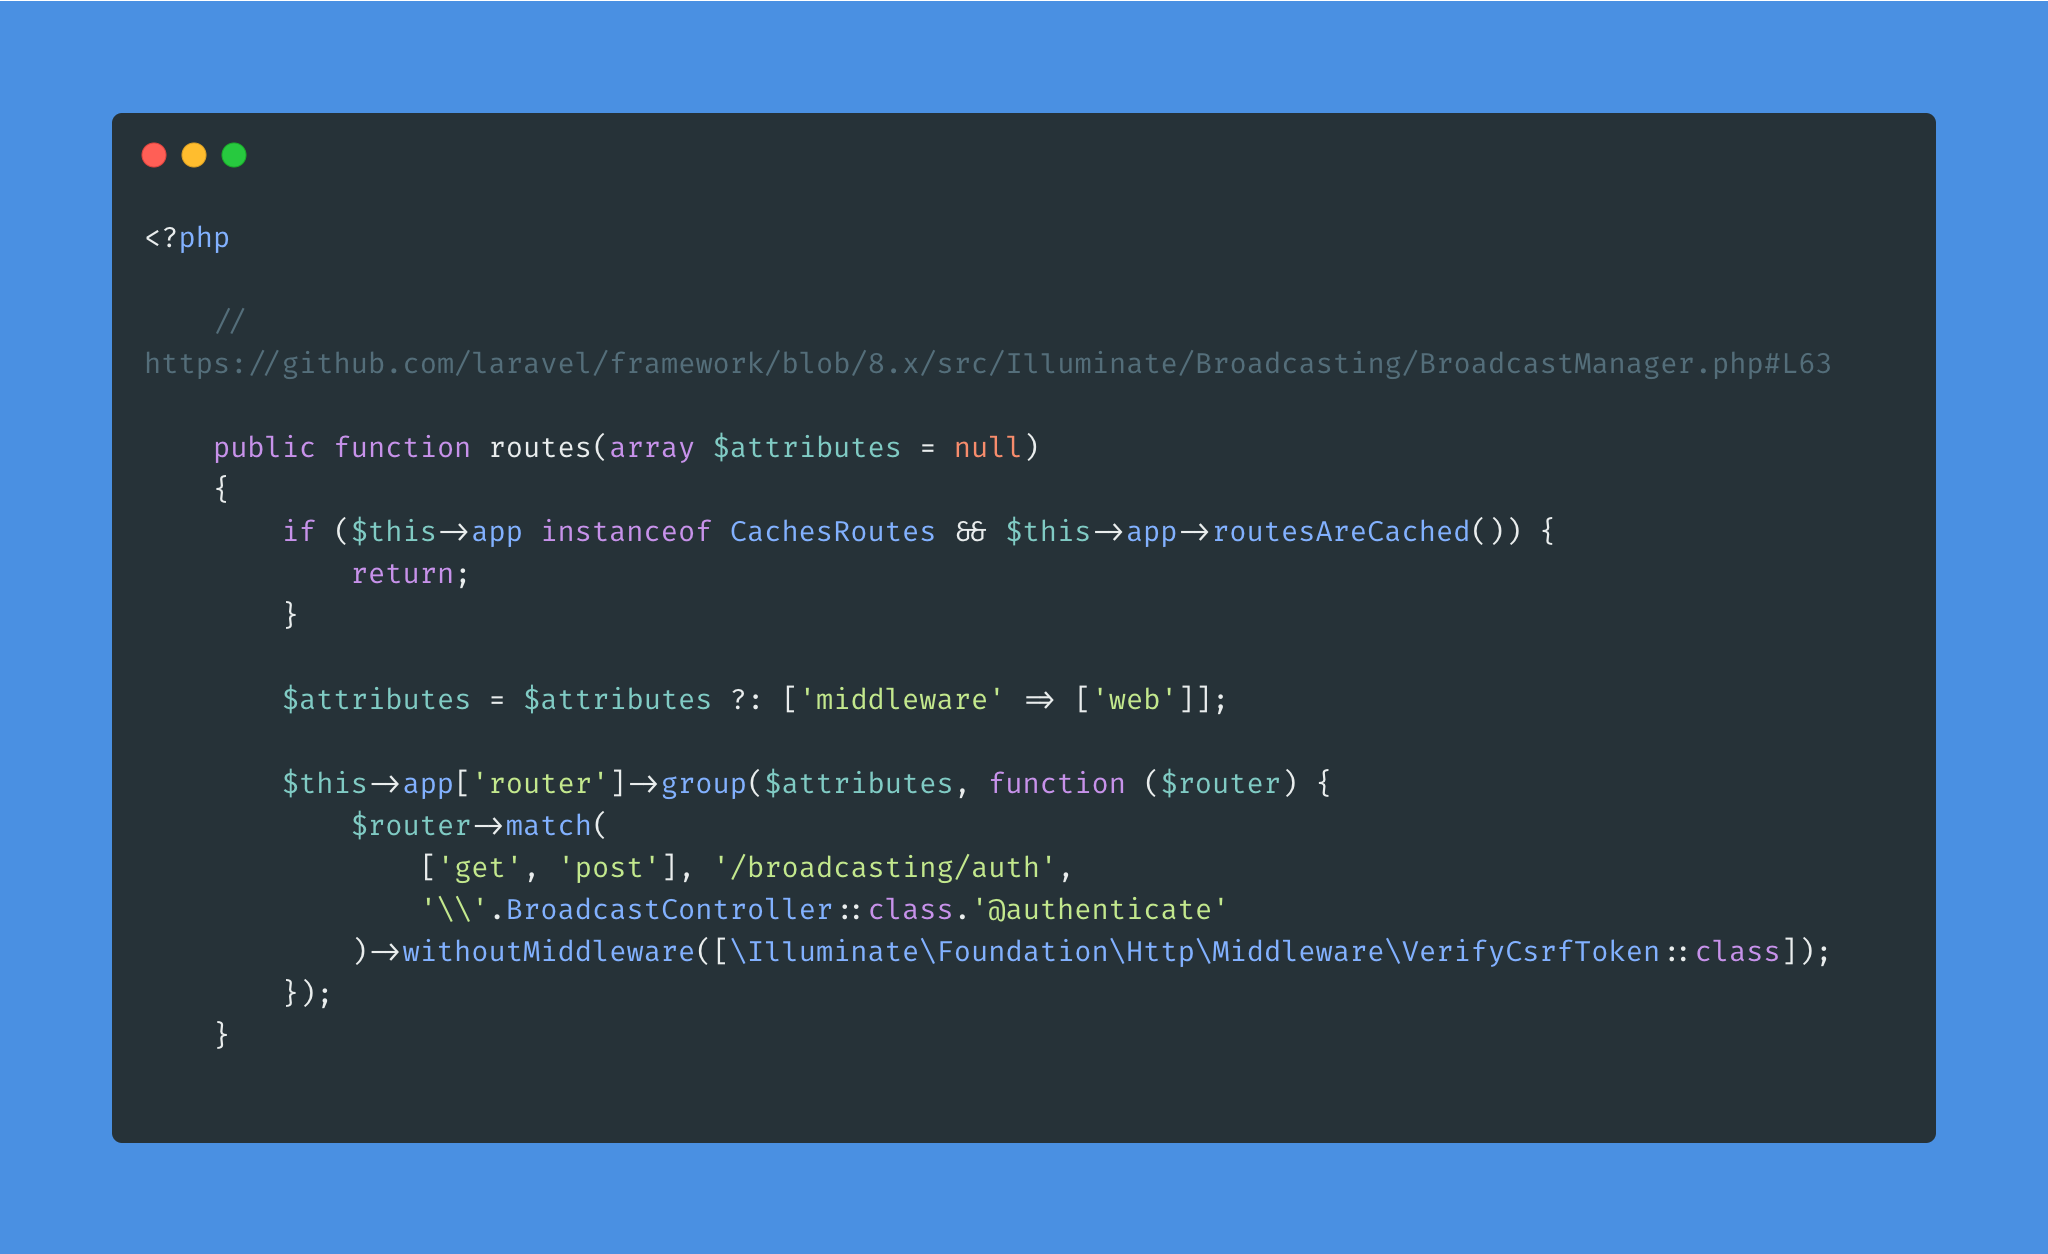 <?php
//
https://github.com/laravel/framework/blob/8.x/src/Illuminate/Broadcasting/BroadcastManager.php#L63
public function routes(array $attributes = null)
{
if ($this->app instanceof CachesRoutes && $this->app->routesAreCached()) {
return;
}
$attributes = $attributes ?: ['middleware' => ['web']];
$this->app['router']->group($attributes, function ($router) {
$router->match(
['get', 'post'], '/broadcasting/auth',
'\\'.BroadcastController::class.'@authenticate'
)->withoutMiddleware([\Illuminate\Foundation\Http\Middleware\VerifyCsrfToken::class]);
});
}